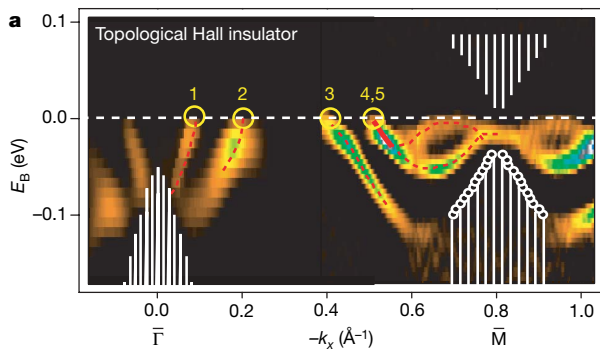 a
Topological Hall insulator
1 2 3 4,5
0.1
0.0
−0.1
E_B (eV)
0.0 0.2 0.4 0.6 0.8 1.0
Γ̅ −k_x (Å⁻¹) M̅